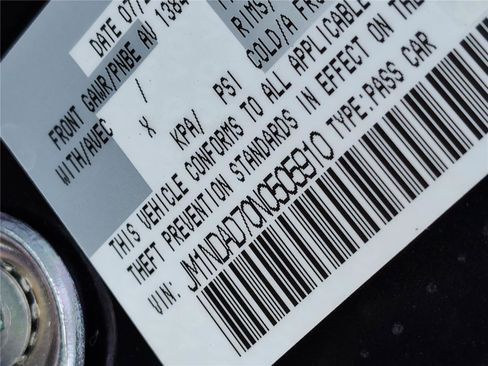 DATE 07/
FRONT GAWR/PNBE AV 1384
WITH/AVEC
RIMS/
COLD/A FR
X KPA/ PSI
THIS VEHICLE CONFORMS TO ALL APPLICABLE
THEFT PREVENTION STANDARDS IN EFFECT ON THE
VIN: JM1NDAD70N0505910 TYPE:PASS CAR